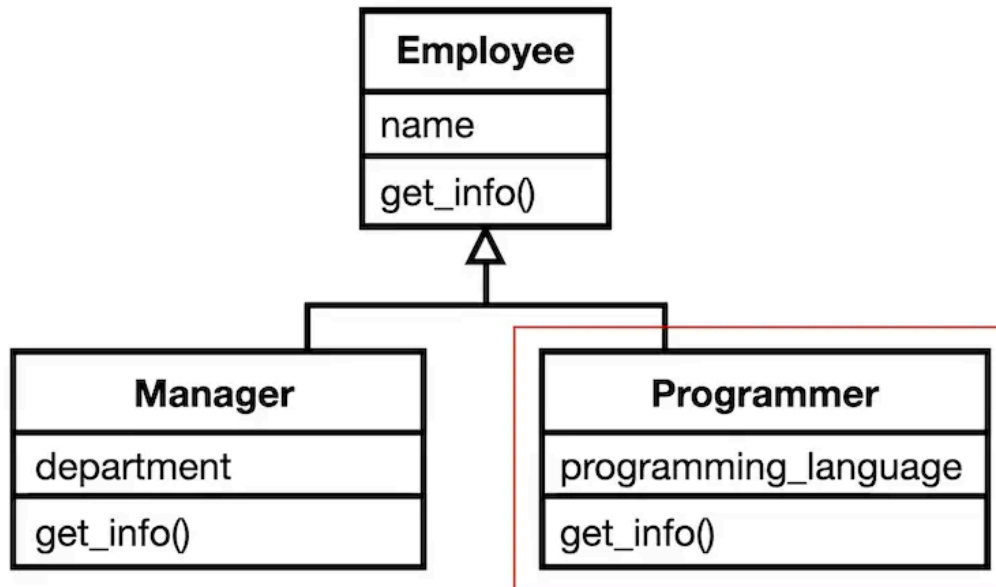 Employee
name
get_info()
Manager
department
get_info()
Programmer
programming_language
get_info()